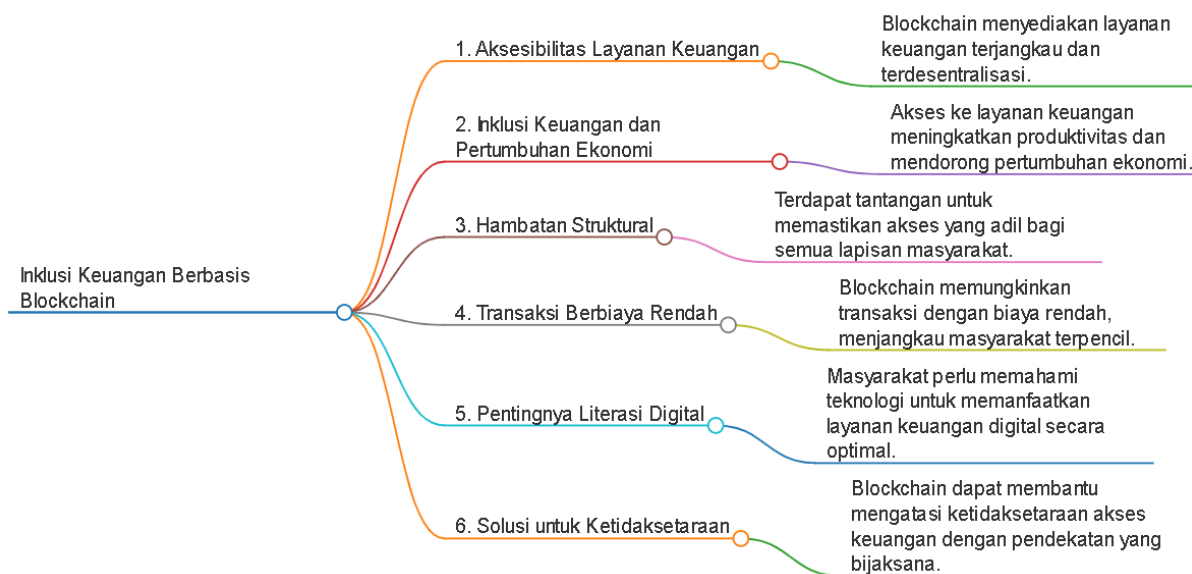 Inklusi Keuangan Berbasis
Blockchain
1. Aksesibilitas Layanan Keuangan
Blockchain menyediakan layanan
keuangan terjangkau dan
terdesentralisasi.
2. Inklusi Keuangan dan
Pertumbuhan Ekonomi
Akses ke layanan keuangan
meningkatkan produktivitas dan
mendorong pertumbuhan ekonomi.
3. Hambatan Struktural
Terdapat tantangan untuk
memastikan akses yang adil bagi
semua lapisan masyarakat.
4. Transaksi Berbiaya Rendah
Blockchain memungkinkan
transaksi dengan biaya rendah,
menjangkau masyarakat terpencil.
5. Pentingnya Literasi Digital
Masyarakat perlu memahami
teknologi untuk memanfaatkan
layanan keuangan digital secara
optimal.
6. Solusi untuk Ketidaksetaraan
Blockchain dapat membantu
mengatasi ketidaksetaraan akses
keuangan dengan pendekatan yang
bijaksana.